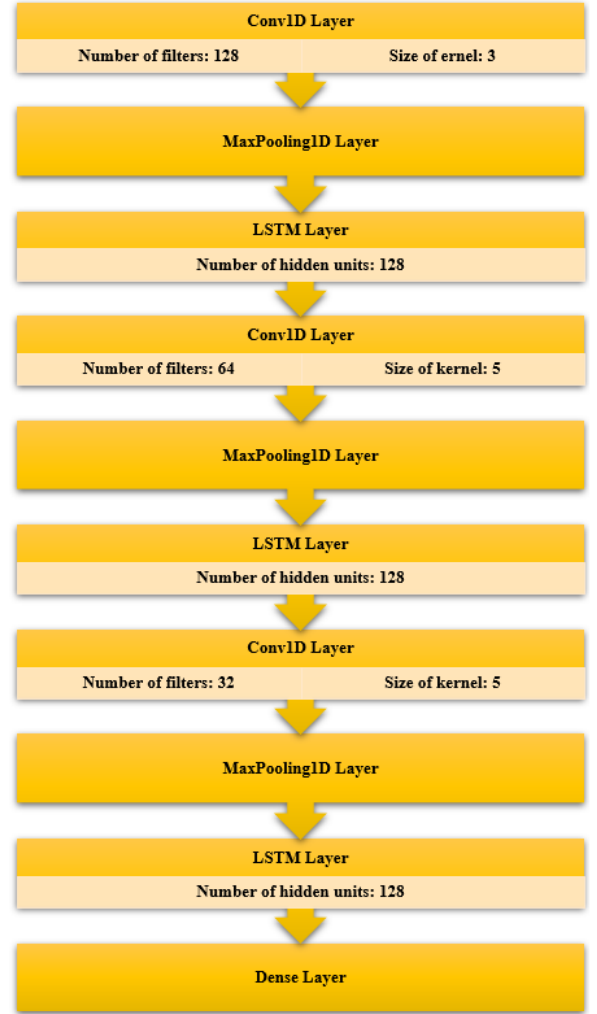 Conv1D Layer
Number of filters: 128 Size of ernel: 3
MaxPooling1D Layer
LSTM Layer
Number of hidden units: 128
Conv1D Layer
Number of filters: 64 Size of kernel: 5
MaxPooling1D Layer
LSTM Layer
Number of hidden units: 128
Conv1D Layer
Number of filters: 32 Size of kernel: 5
MaxPooling1D Layer
LSTM Layer
Number of hidden units: 128
Dense Layer